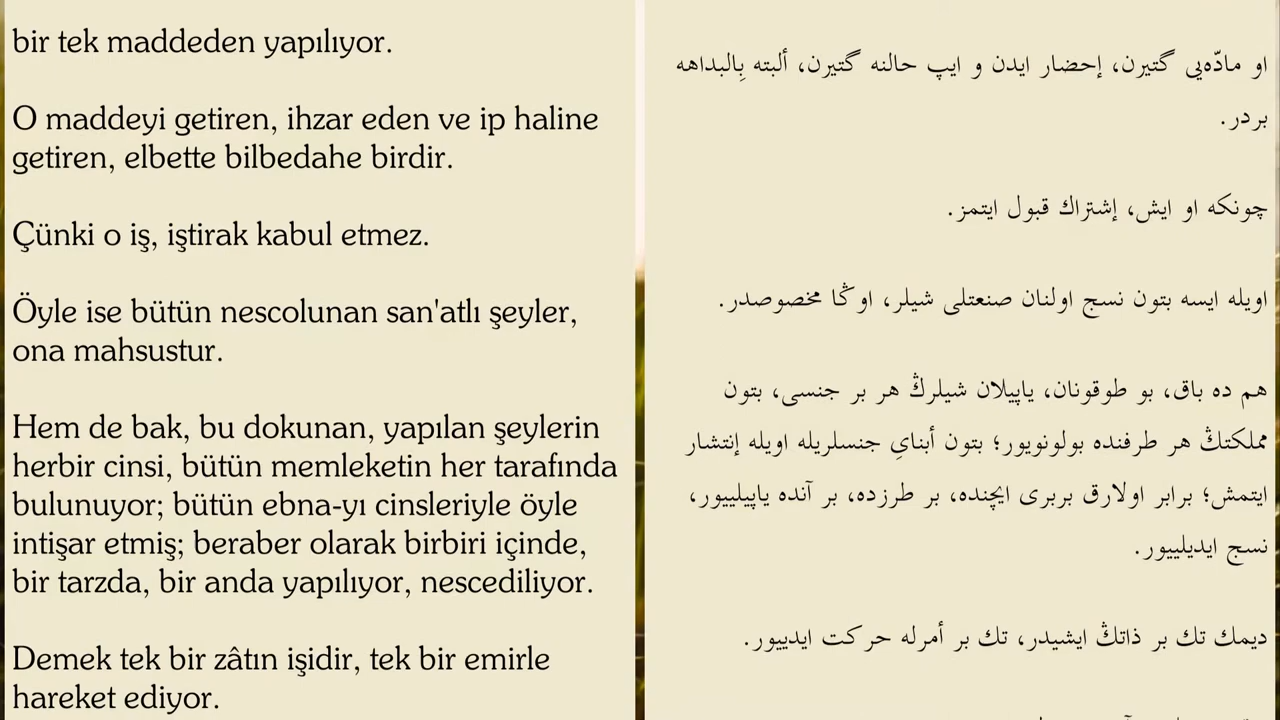 bir tek maddeden yapılıyor.
O maddeyi getiren, ihzar eden ve ip haline
getiren, elbette bilbedahe birdir.
Çünki o iş, iştirak kabul etmez.
Öyle ise bütün nescolunan san'atlı şeyler,
ona mahsustur.
Hem de bak, bu dokunan, yapılan şeylerin
herbir cinsi, bütün memleketin her tarafında
bulunuyor; bütün ebna-yı cinsleriyle öyle
intişar etmiş; beraber olarak birbiri içinde,
bir tarzda, bir anda yapılıyor, nescediliyor.
Demek tek bir zâtın işidir, tek bir emirle
hareket ediyor.
او مادّه‌يى گتيرن، إحضار ايدن و ايپ حالنه گتيرن، ألبته بِالبداهه
بردر.
چونكه او ايش، إشتراك قبول ايتمز.
اويله ايسه بتون نسج اولنان صنعتلى شيلر، اوڭا مخصوصدر.
هم ده باق، بو طوقونان، ياپيلان شيلرڭ هر بر جنسى، بتون
مملكتڭ هر طرفنده بولونويور؛ بتون أبناىِ جنسلريله اويله إنتشار
ايتمش؛ برابر اولارق بربرى ايچنده، بر طرزده، بر آنده ياپيلييور،
نسج ايديلييور.
ديمك تك بر ذاتڭ ايشيدر، تك بر أمرله حركت ايدييور.